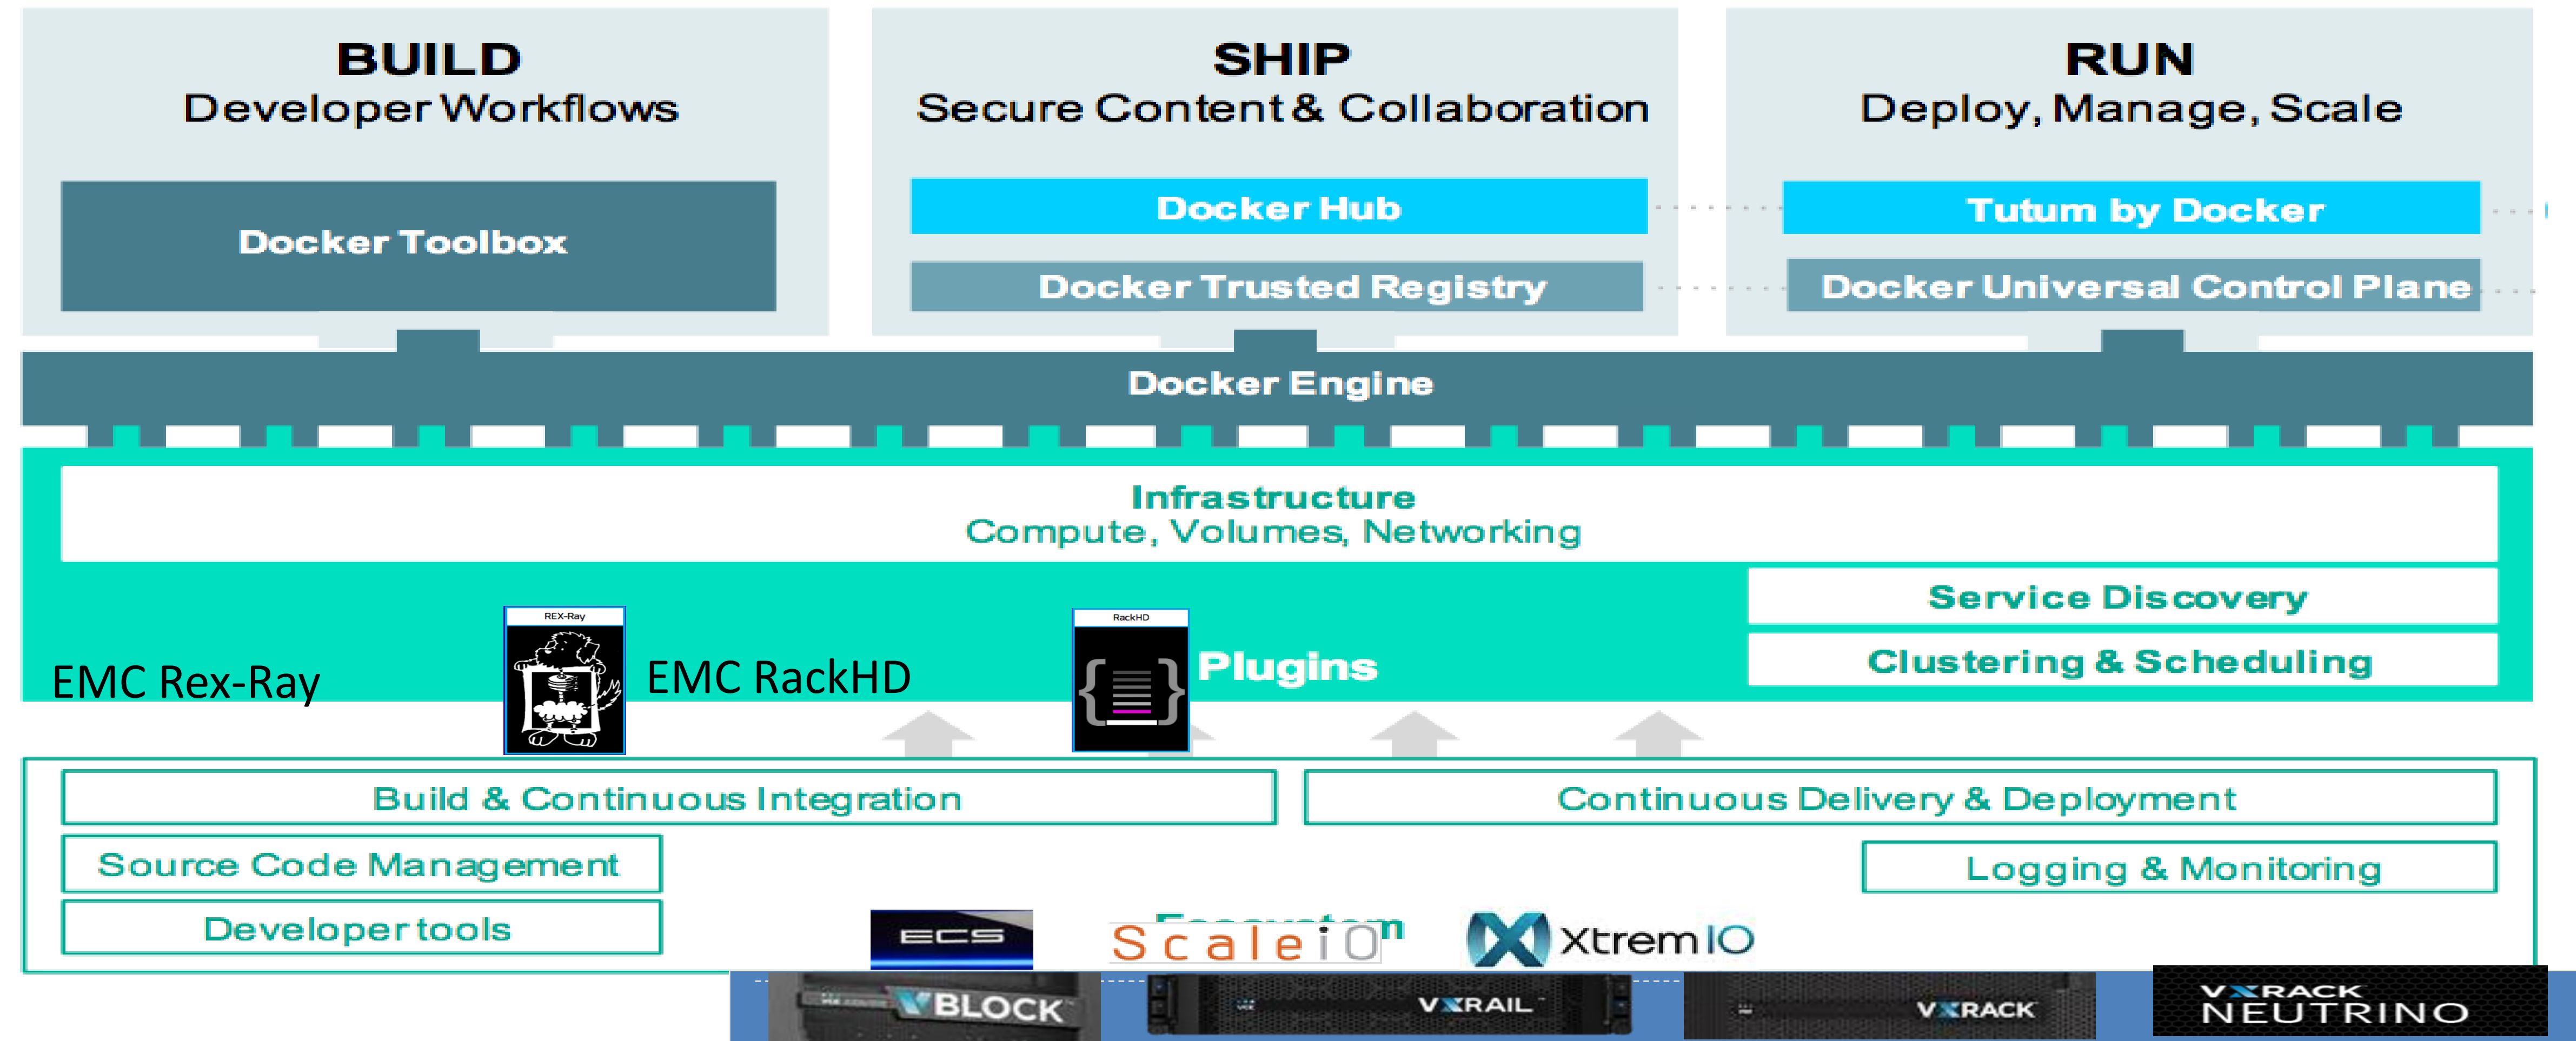 BUILD
Developer Workflows
Docker Toolbox
SHIP
Secure Content & Collaboration
Docker Hub
Docker Trusted Registry
RUN
Deploy, Manage, Scale
Tutum by Docker
Docker Universal Control Plane
Docker Engine
Infrastructure
Compute, Volumes, Networking
Service Discovery
Clustering & Scheduling
EMC Rex-Ray
REX-Ray
EMC RackHD
RackHD
Plugins
Build & Continuous Integration
Continuous Delivery & Deployment
Source Code Management
Logging & Monitoring
Developer tools
ECS
ScaleiO
XtremIO
VBLOCK
VXRAIL
VXRACK
VXRACK
NEUTRINO